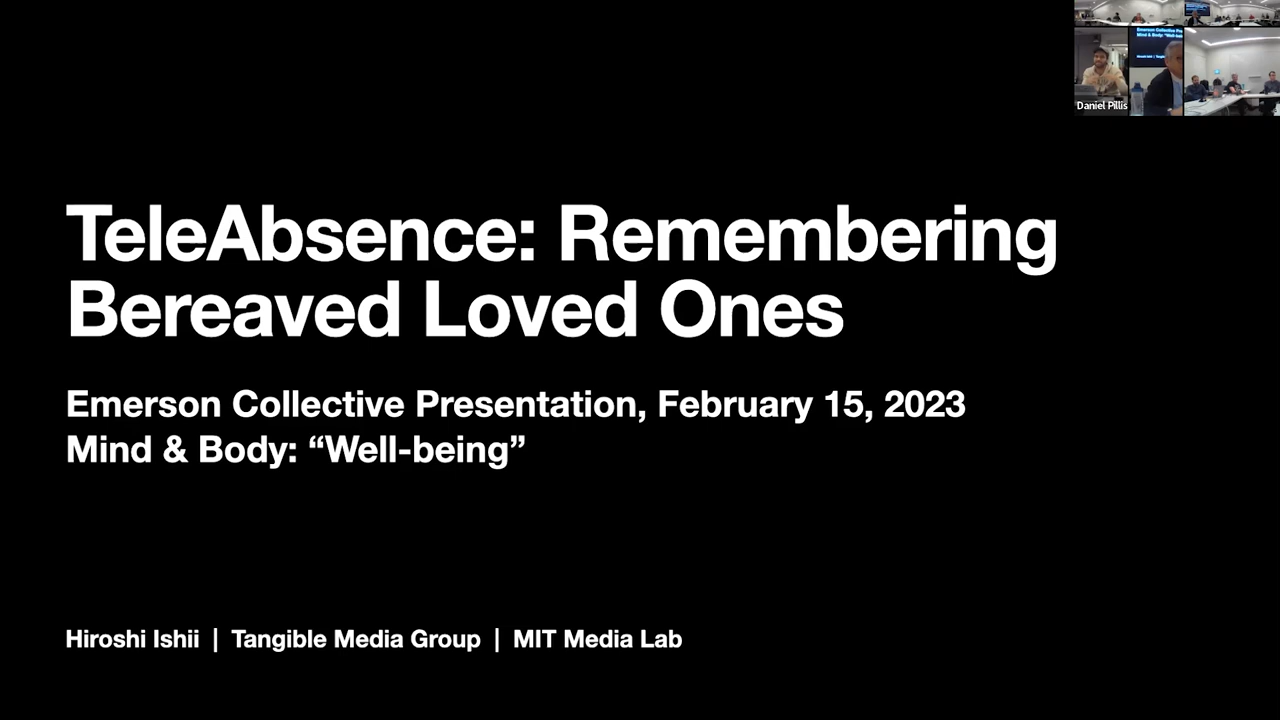 TeleAbsence: Remembering
Bereaved Loved Ones
Emerson Collective Presentation, February 15, 2023
Mind & Body: “Well-being”
Hiroshi Ishii | Tangible Media Group | MIT Media Lab
Daniel Pillis